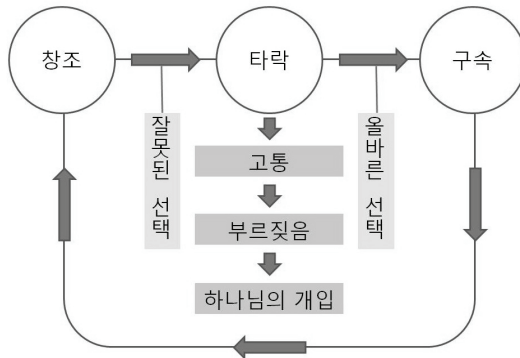 창조
타락
구속
잘못된 선택
올바른 선택
고통
부르짖음
하나님의 개입